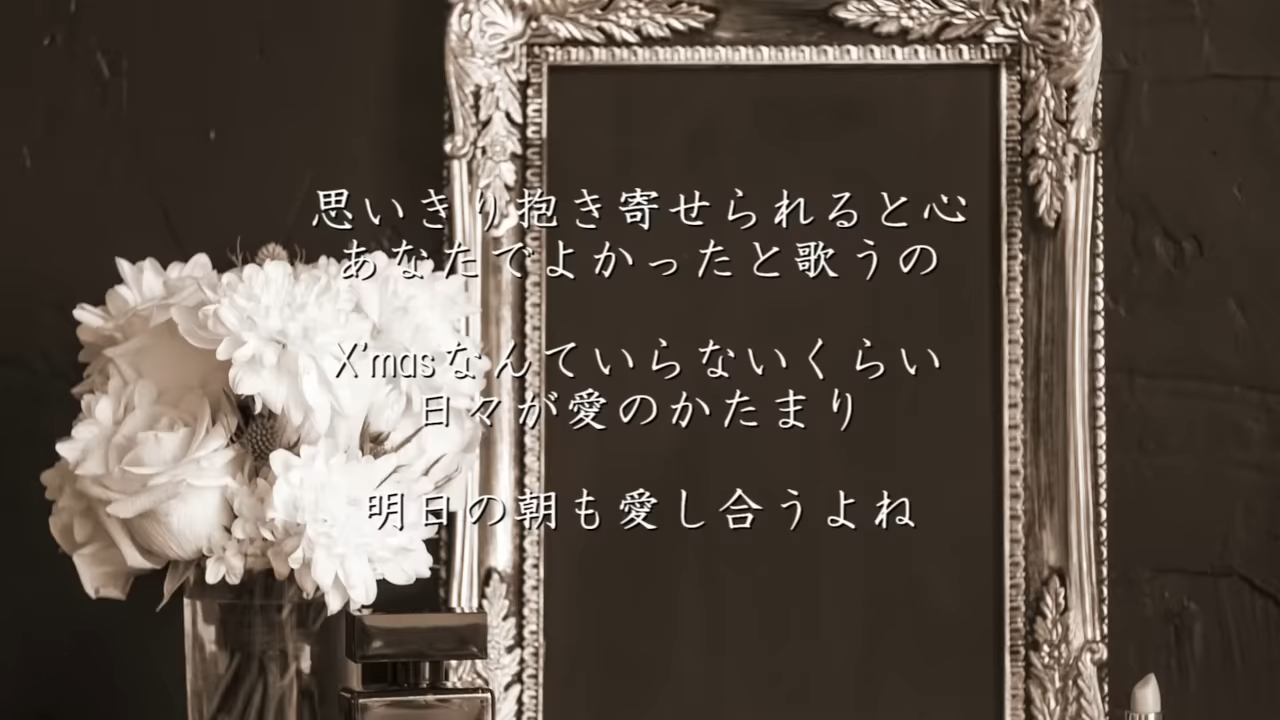 思いきり抱き寄せられると心
あなたでよかったと歌うの
X'masなんていらないくらい
日々が愛のかたまり
明日の朝も愛し合うよね